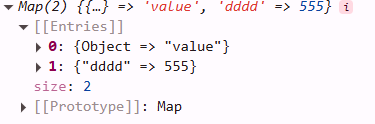 ▼ Map(2) {{…} => 'value', 'dddd' => 555} i
▼ [[Entries]]
▶ 0: {Object => "value"}
▶ 1: {"dddd" => 555}
size: 2
▶ [[Prototype]]: Map